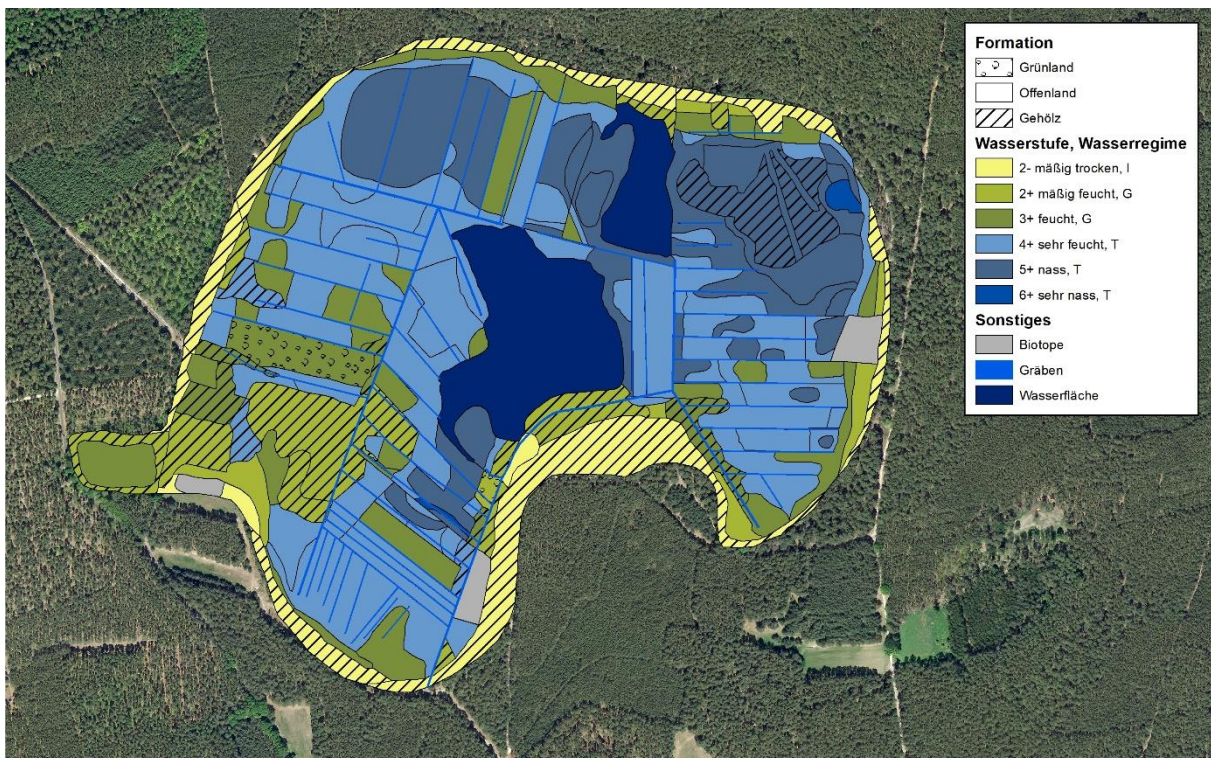 Formation
Grünland
Offenland
Gehölz
Wasserstufe, Wasserregime
2- mäßig trocken, I
2+ mäßig feucht, G
3+ feucht, G
4+ sehr feucht, T
5+ nass, T
6+ sehr nass, T
Sonstiges
Biotope
Gräben
Wasserfläche